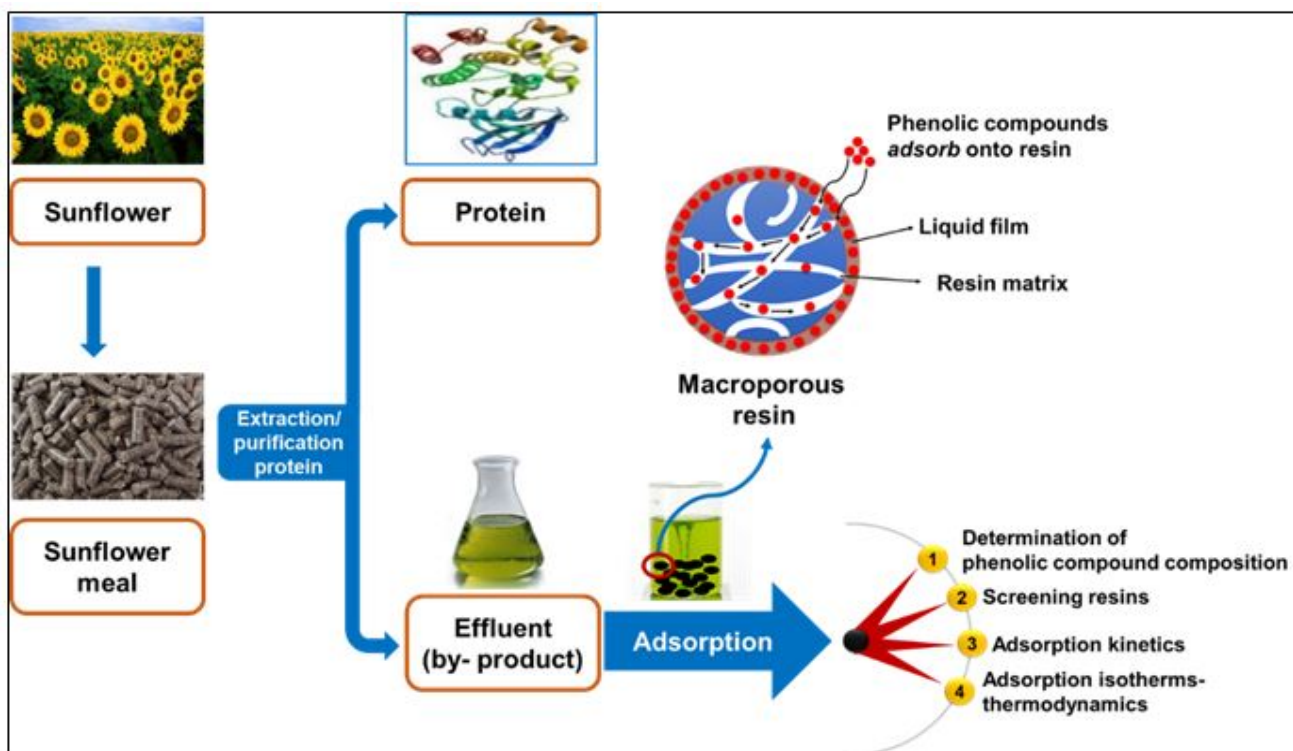 Sunflower
Protein
Phenolic compounds
adsorb onto resin
Liquid film
Resin matrix
Macroporous
resin
Extraction/
purification
protein
Sunflower
meal
Effluent
(by- product)
Adsorption
1
Determination of
phenolic compound composition
2
Screening resins
3
Adsorption kinetics
4
Adsorption isotherms-
thermodynamics